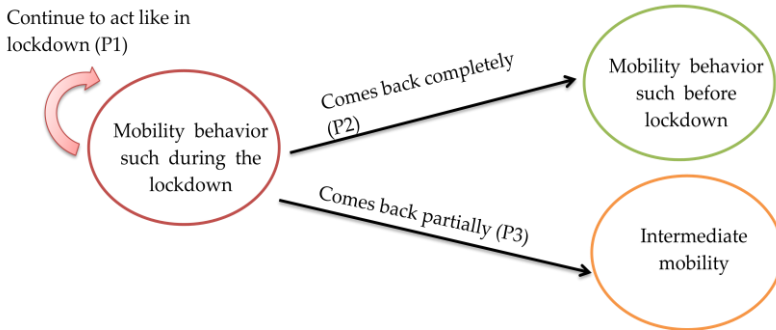 Continue to act like in
lockdown (P1)
Mobility behavior
such during the
lockdown
Comes back completely
(P2)
Mobility behavior
such before
lockdown
Comes back partially (P3)
Intermediate
mobility